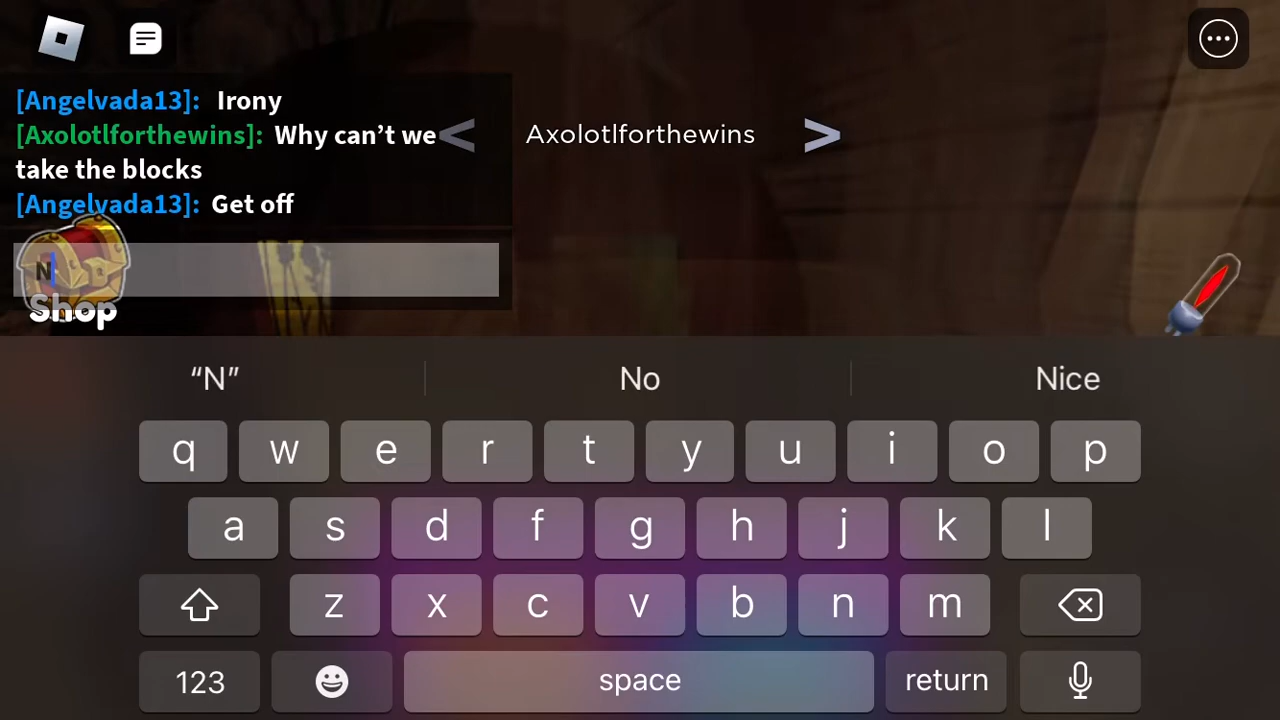 [Angelvada13]: Irony
[Axolotlforthewins]: Why can’t we
take the blocks
[Angelvada13]: Get off
< Axolotlforthewins >
N
Shop
“N” No Nice
q w e r t y u i o p
a s d f g h j k l
z x c v b n m
123 space return